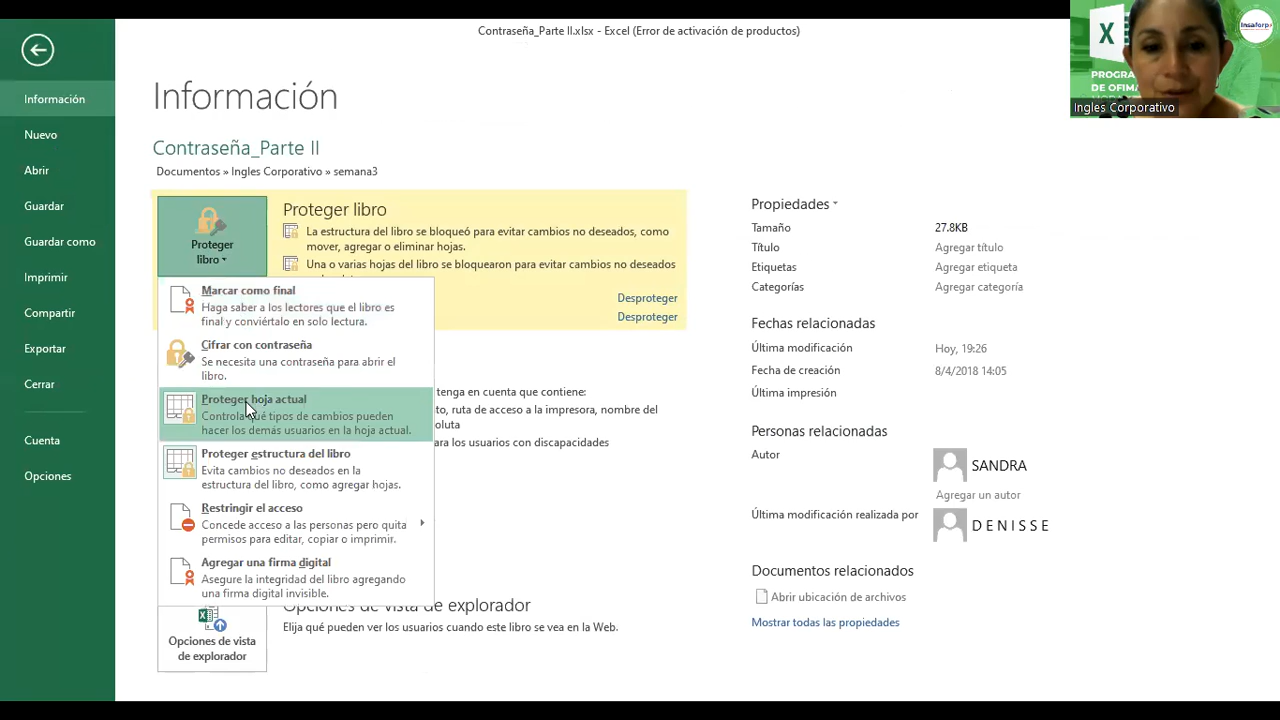 Contraseña_Parte II.xlsx - Excel (Error de activación de productos)
Insaforp
PROGRA
DE OFIM
Ingles Corporativo
Información
Nuevo
Abrir
Guardar
Guardar como
Imprimir
Compartir
Exportar
Cerrar
Cuenta
Opciones
Información
Contraseña_Parte II
Documentos » Ingles Corporativo » semana3
Proteger
libro
Proteger libro
La estructura del libro se bloqueó para evitar cambios no deseados, como
mover, agregar o eliminar hojas.
Una o varias hojas del libro se bloquearon para evitar cambios no deseados
Desproteger
Desproteger
Marcar como final
Haga saber a los lectores que el libro es
final y conviértalo en solo lectura.
Cifrar con contraseña
Se necesita una contraseña para abrir el
libro.
Proteger hoja actual
Controla qué tipos de cambios pueden
hacer los demás usuarios en la hoja actual.
Proteger estructura del libro
Evita cambios no deseados en la
estructura del libro, como agregar hojas.
Restringir el acceso
Concede acceso a las personas pero quita
permisos para editar, copiar o imprimir.
Agregar una firma digital
Asegure la integridad del libro agregando
una firma digital invisible.
tenga en cuenta que contiene:
o, ruta de acceso a la impresora, nombre del
oluta
ara los usuarios con discapacidades
Opciones de vista
de explorador
Opciones de vista de explorador
Elija qué pueden ver los usuarios cuando este libro se vea en la Web.
Propiedades
Tamaño 27.8KB
Título Agregar título
Etiquetas Agregar etiqueta
Categorías Agregar categoría
Fechas relacionadas
Última modificación Hoy, 19:26
Fecha de creación 8/4/2018 14:05
Última impresión
Personas relacionadas
Autor SANDRA
Agregar un autor
Última modificación realizada por D E N I S S E
Documentos relacionados
Abrir ubicación de archivos
Mostrar todas las propiedades